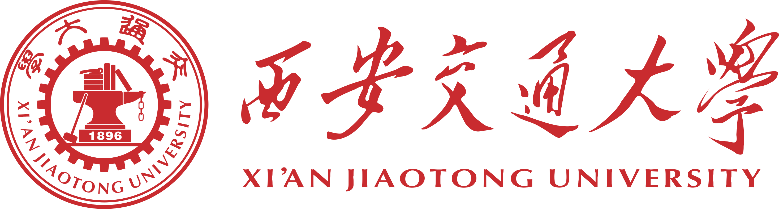 交通大學
XI'AN JIAOTONG UNIVERSITY
1896
西安交通大學
XI'AN JIAOTONG UNIVERSITY